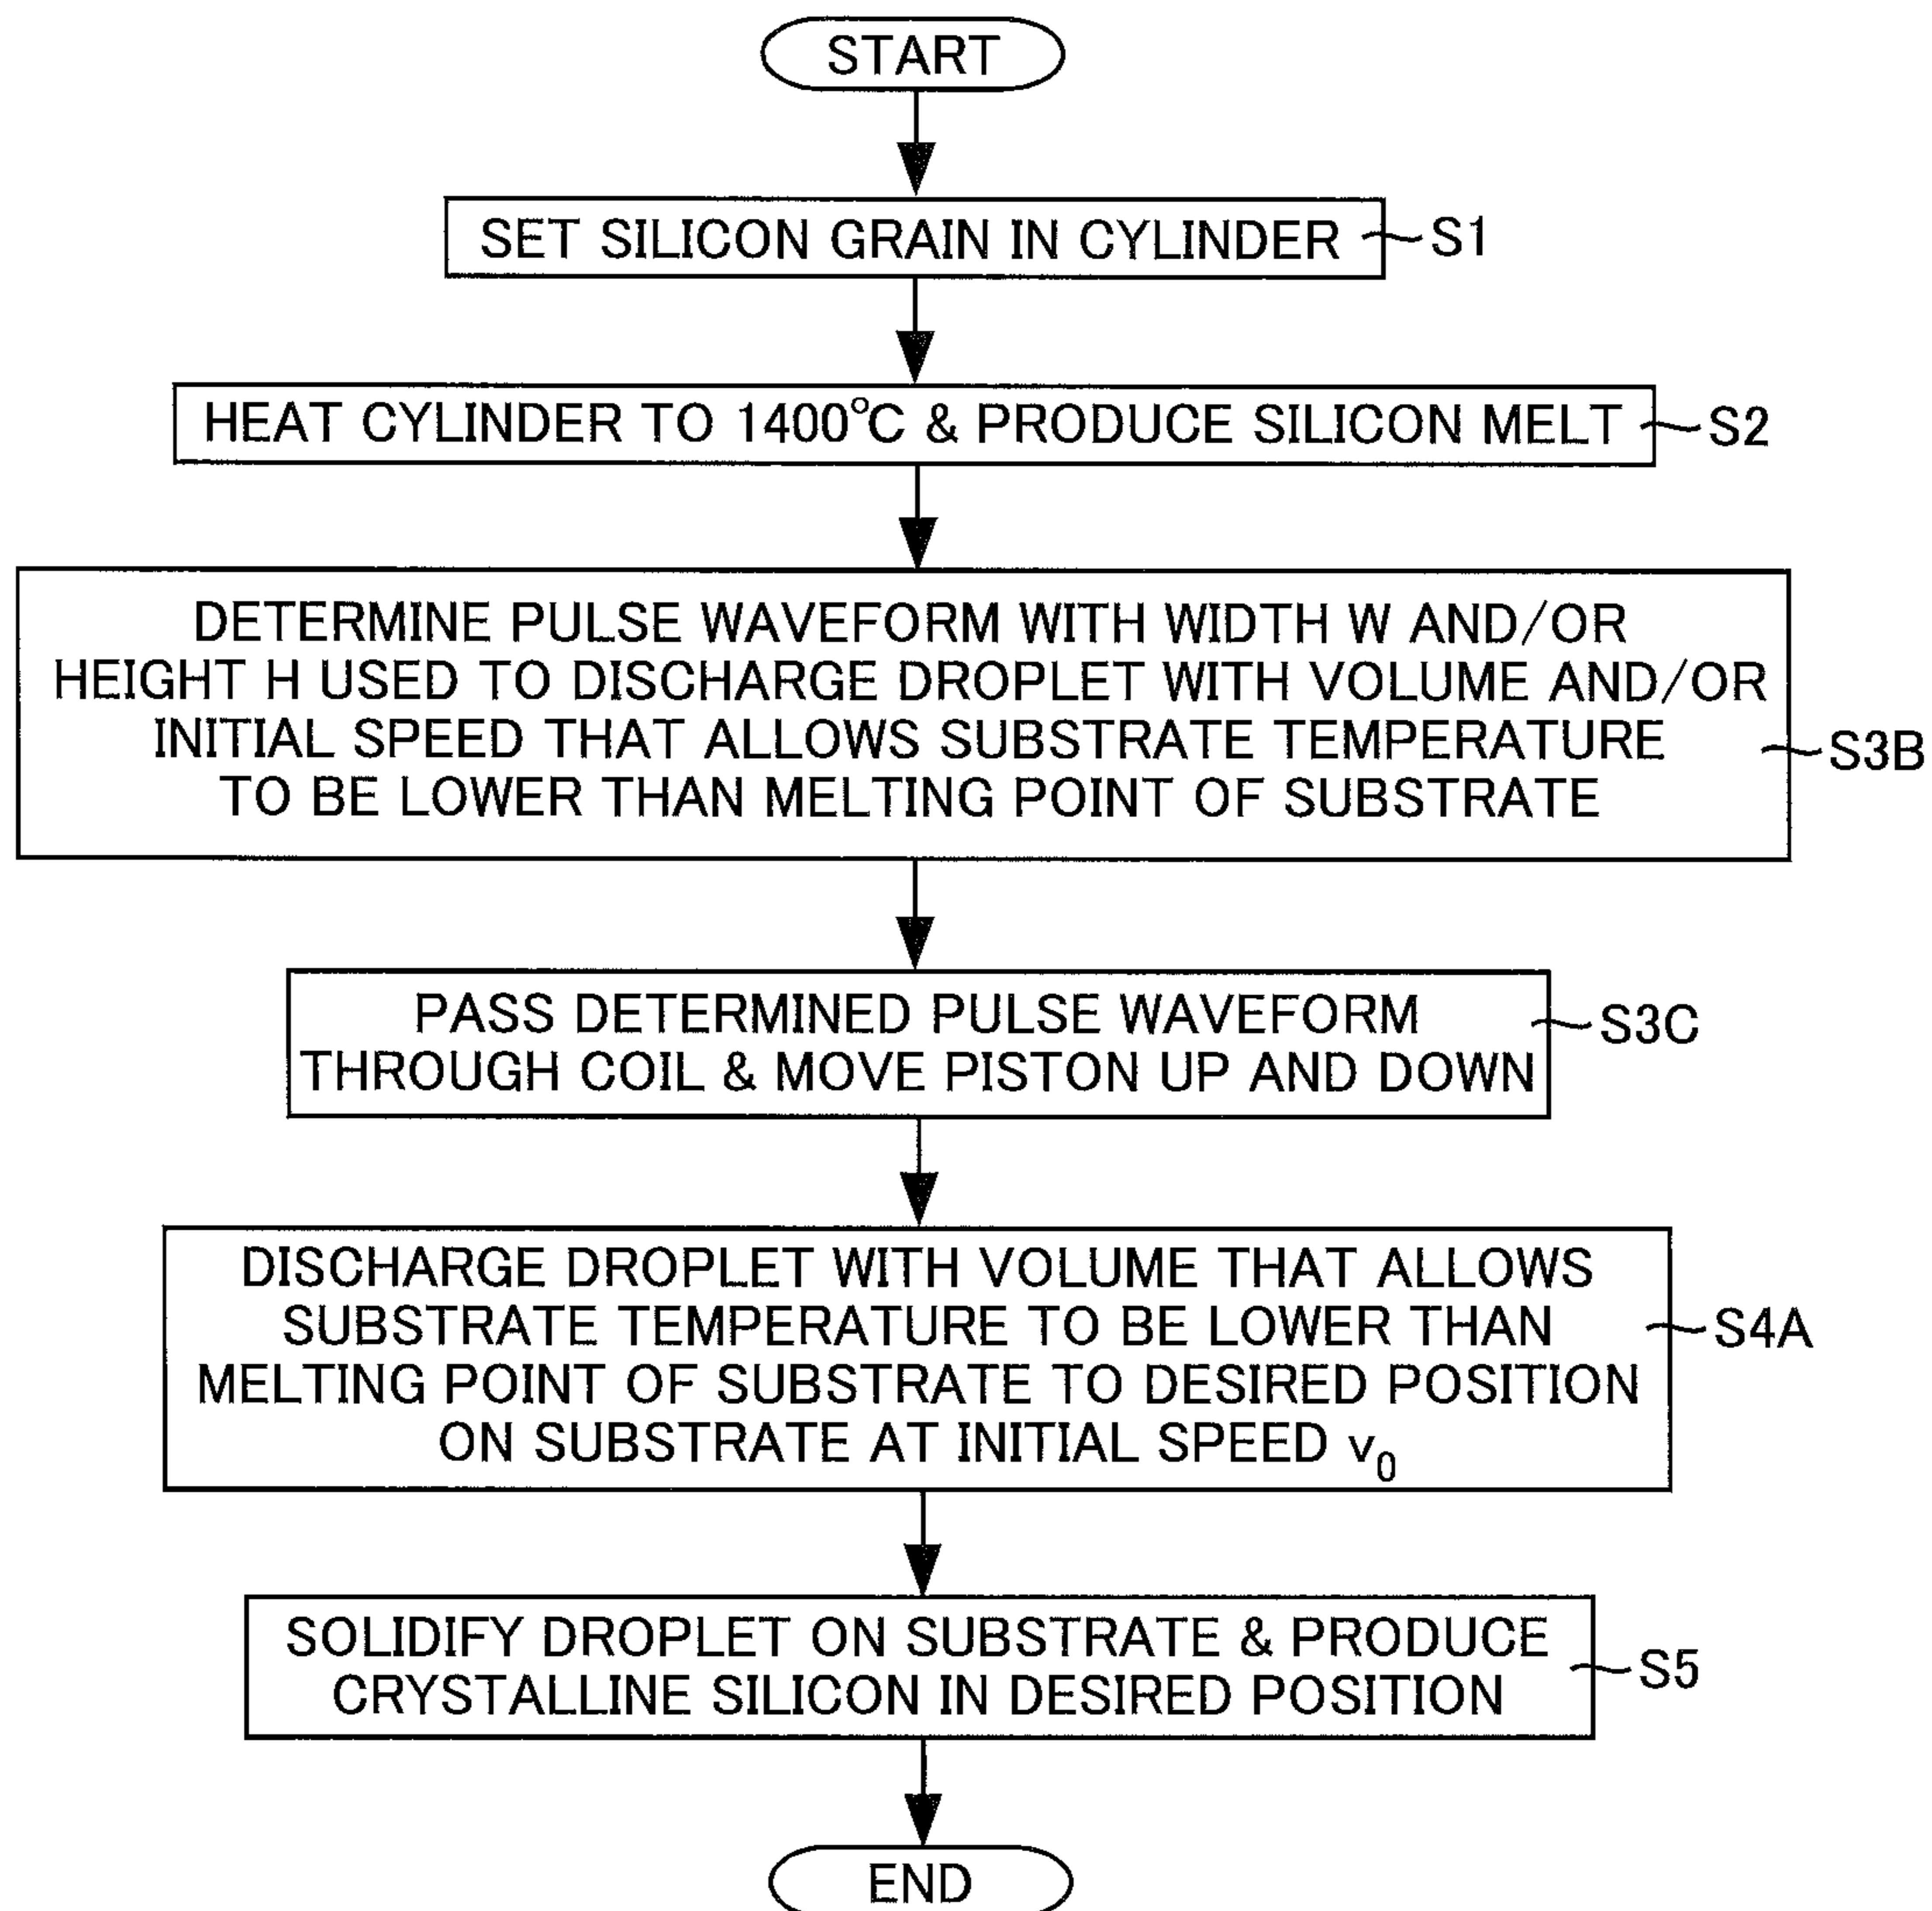 START
SET SILICON GRAIN IN CYLINDER
S1
HEAT CYLINDER TO 1400°C & PRODUCE SILICON MELT
S2
DETERMINE PULSE WAVEFORM WITH WIDTH W AND/OR
HEIGHT H USED TO DISCHARGE DROPLET WITH VOLUME AND/OR
INITIAL SPEED THAT ALLOWS SUBSTRATE TEMPERATURE
TO BE LOWER THAN MELTING POINT OF SUBSTRATE
S3B
PASS DETERMINED PULSE WAVEFORM
THROUGH COIL & MOVE PISTON UP AND DOWN
S3C
DISCHARGE DROPLET WITH VOLUME THAT ALLOWS
SUBSTRATE TEMPERATURE TO BE LOWER THAN
MELTING POINT OF SUBSTRATE TO DESIRED POSITION
ON SUBSTRATE AT INITIAL SPEED v₀
S4A
SOLIDIFY DROPLET ON SUBSTRATE & PRODUCE
CRYSTALLINE SILICON IN DESIRED POSITION
S5
END